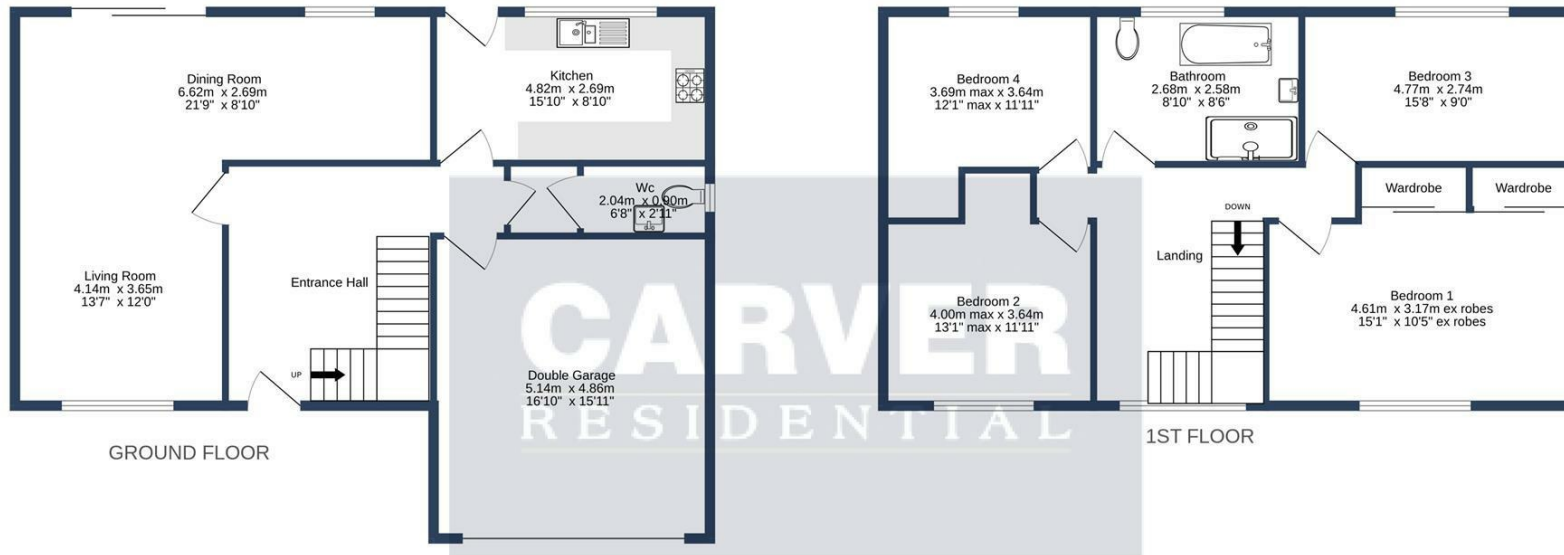 Dining Room
6.62m x 2.69m
21'9" x 8'10"
Kitchen
4.82m x 2.69m
15'10" x 8'10"
Wc
2.04m x 0.90m
6'8" x 2'11"
Living Room
4.14m x 3.65m
13'7" x 12'0"
Entrance Hall
UP
Double Garage
5.14m x 4.86m
16'10" x 15'11"
GROUND FLOOR
CARVER
RESIDENTIAL
Bedroom 4
3.69m max x 3.64m
12'1" max x 11'11"
Bathroom
2.68m x 2.58m
8'10" x 8'6"
Bedroom 3
4.77m x 2.74m
15'8" x 9'0"
Wardrobe
Wardrobe
DOWN
Landing
Bedroom 2
4.00m max x 3.64m
13'1" max x 11'11"
Bedroom 1
4.61m x 3.17m ex robes
15'1" x 10'5" ex robes
1ST FLOOR